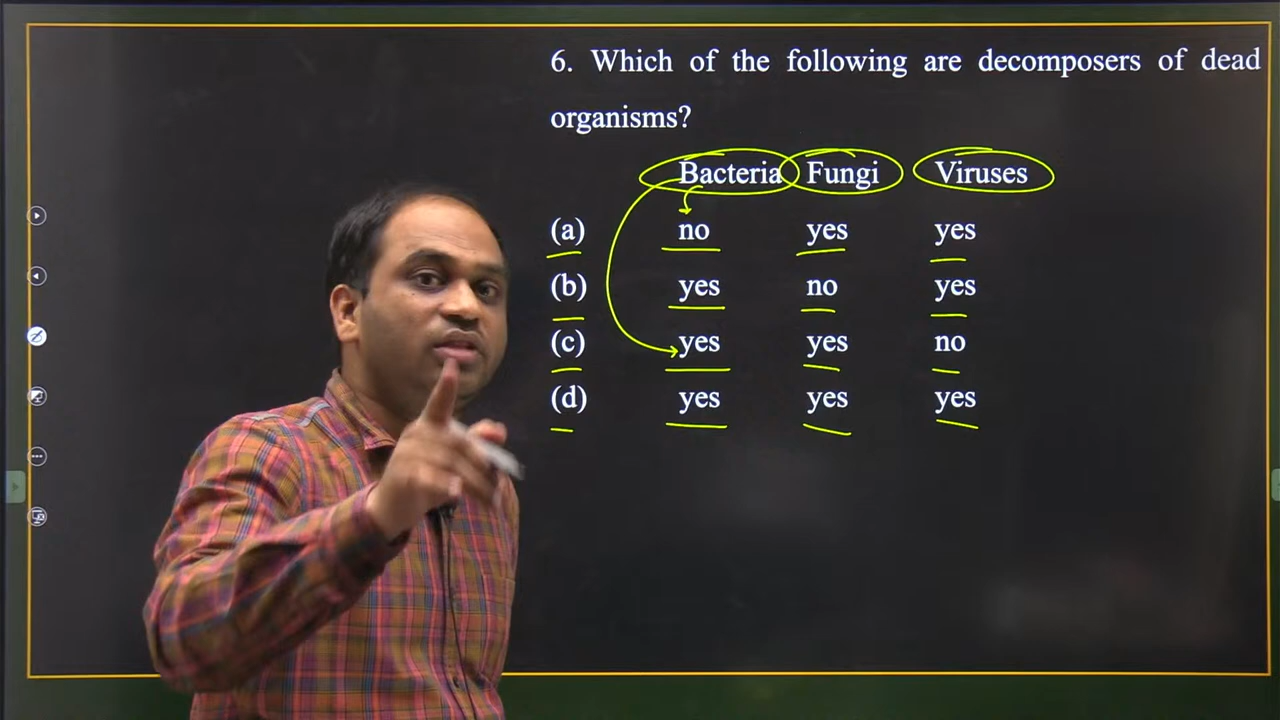 6. Which of the following are decomposers of dead
organisms?
Bacteria Fungi Viruses
(a) no yes yes
(b) yes no yes
(c) yes yes no
(d) yes yes yes